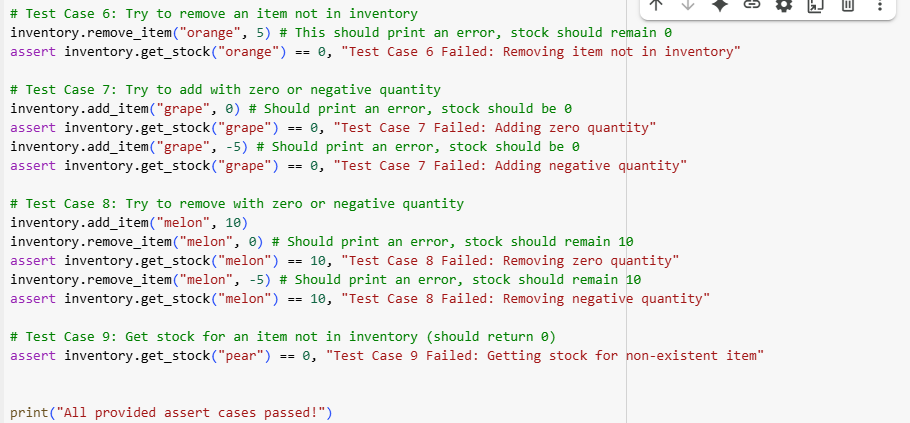 # Test Case 6: Try to remove an item not in inventory
inventory.remove_item("orange", 5) # This should print an error, stock should remain 0
assert inventory.get_stock("orange") == 0, "Test Case 6 Failed: Removing item not in inventory"
# Test Case 7: Try to add with zero or negative quantity
inventory.add_item("grape", 0) # Should print an error, stock should be 0
assert inventory.get_stock("grape") == 0, "Test Case 7 Failed: Adding zero quantity"
inventory.add_item("grape", -5) # Should print an error, stock should be 0
assert inventory.get_stock("grape") == 0, "Test Case 7 Failed: Adding negative quantity"
# Test Case 8: Try to remove with zero or negative quantity
inventory.add_item("melon", 10)
inventory.remove_item("melon", 0) # Should print an error, stock should remain 10
assert inventory.get_stock("melon") == 10, "Test Case 8 Failed: Removing zero quantity"
inventory.remove_item("melon", -5) # Should print an error, stock should remain 10
assert inventory.get_stock("melon") == 10, "Test Case 8 Failed: Removing negative quantity"
# Test Case 9: Get stock for an item not in inventory (should return 0)
assert inventory.get_stock("pear") == 0, "Test Case 9 Failed: Getting stock for non-existent item"
print("All provided assert cases passed!")